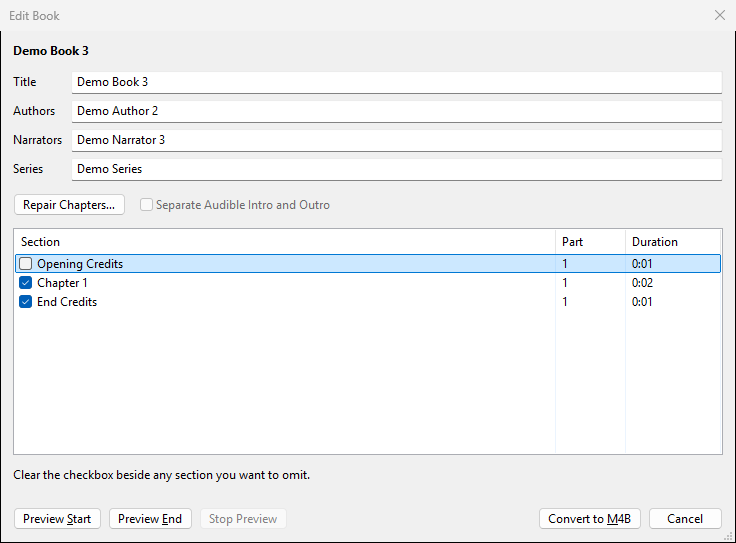 Edit Book
Demo Book 3
Title Demo Book 3
Authors Demo Author 2
Narrators Demo Narrator 3
Series Demo Series
Repair Chapters... Separate Audible Intro and Outro
Section Part Duration
Opening Credits 1 0:01
Chapter 1 1 0:02
End Credits 1 0:01
Clear the checkbox beside any section you want to omit.
Preview Start Preview End Stop Preview Convert to M4B Cancel